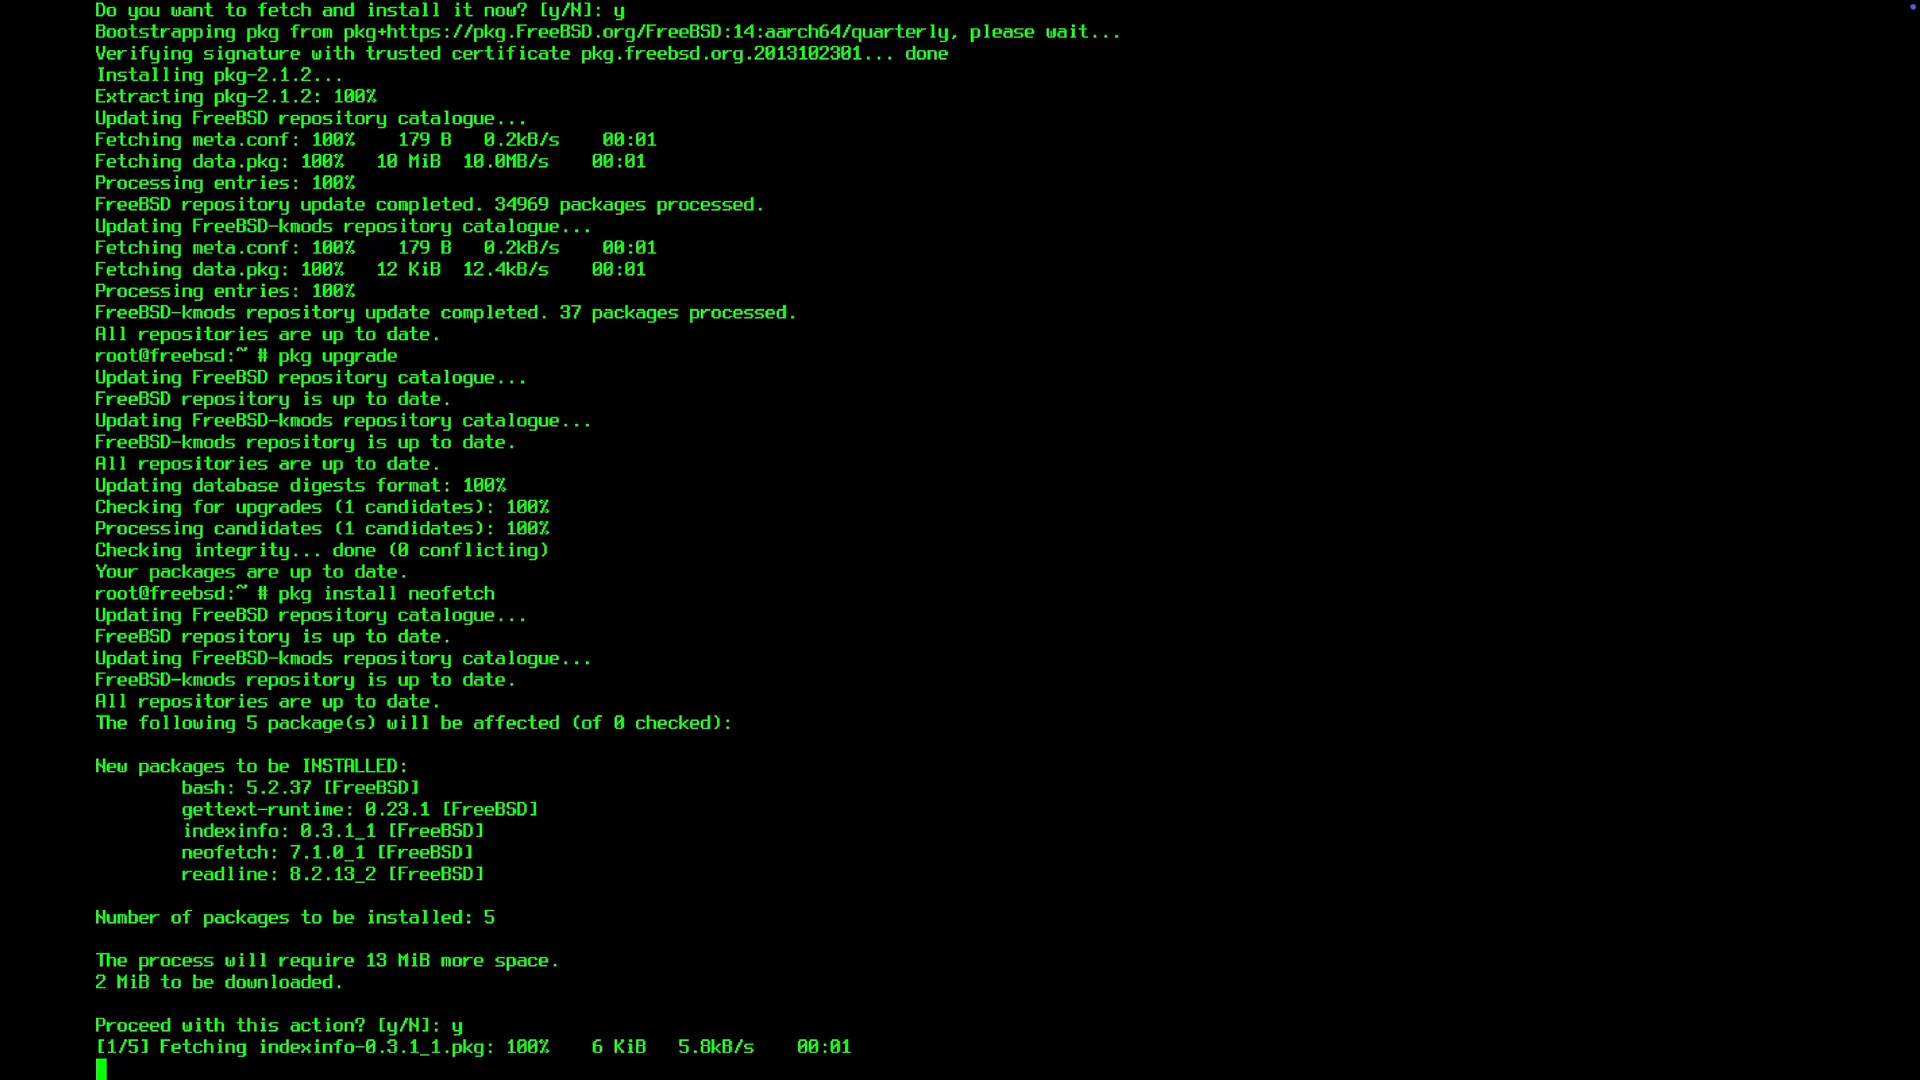 Do you want to fetch and install it now? [y/N]: y
Bootstrapping pkg from pkg+https://pkg.FreeBSD.org/FreeBSD:14:aarch64/quarterly, please wait...
Verifying signature with trusted certificate pkg.freebsd.org.2013102301... done
Installing pkg-2.1.2...
Extracting pkg-2.1.2: 100%
Updating FreeBSD repository catalogue...
Fetching meta.conf: 100%    179 B   0.2kB/s    00:01
Fetching data.pkg: 100%   10 MiB  10.0MB/s    00:01
Processing entries: 100%
FreeBSD repository update completed. 34969 packages processed.
Updating FreeBSD-kmods repository catalogue...
Fetching meta.conf: 100%    179 B   0.2kB/s    00:01
Fetching data.pkg: 100%   12 KiB  12.4kB/s    00:01
Processing entries: 100%
FreeBSD-kmods repository update completed. 37 packages processed.
All repositories are up to date.
root@freebsd:~ # pkg upgrade
Updating FreeBSD repository catalogue...
FreeBSD repository is up to date.
Updating FreeBSD-kmods repository catalogue...
FreeBSD-kmods repository is up to date.
All repositories are up to date.
Updating database digests format: 100%
Checking for upgrades (1 candidates): 100%
Processing candidates (1 candidates): 100%
Checking integrity... done (0 conflicting)
Your packages are up to date.
root@freebsd:~ # pkg install neofetch
Updating FreeBSD repository catalogue...
FreeBSD repository is up to date.
Updating FreeBSD-kmods repository catalogue...
FreeBSD-kmods repository is up to date.
All repositories are up to date.
The following 5 package(s) will be affected (of 0 checked):

New packages to be INSTALLED:
        bash: 5.2.37 [FreeBSD]
        gettext-runtime: 0.23.1 [FreeBSD]
        indexinfo: 0.3.1_1 [FreeBSD]
        neofetch: 7.1.0_1 [FreeBSD]
        readline: 8.2.13_2 [FreeBSD]

Number of packages to be installed: 5

The process will require 13 MiB more space.
2 MiB to be downloaded.

Proceed with this action? [y/N]: y
[1/5] Fetching indexinfo-0.3.1_1.pkg: 100%    6 KiB   5.8kB/s    00:01